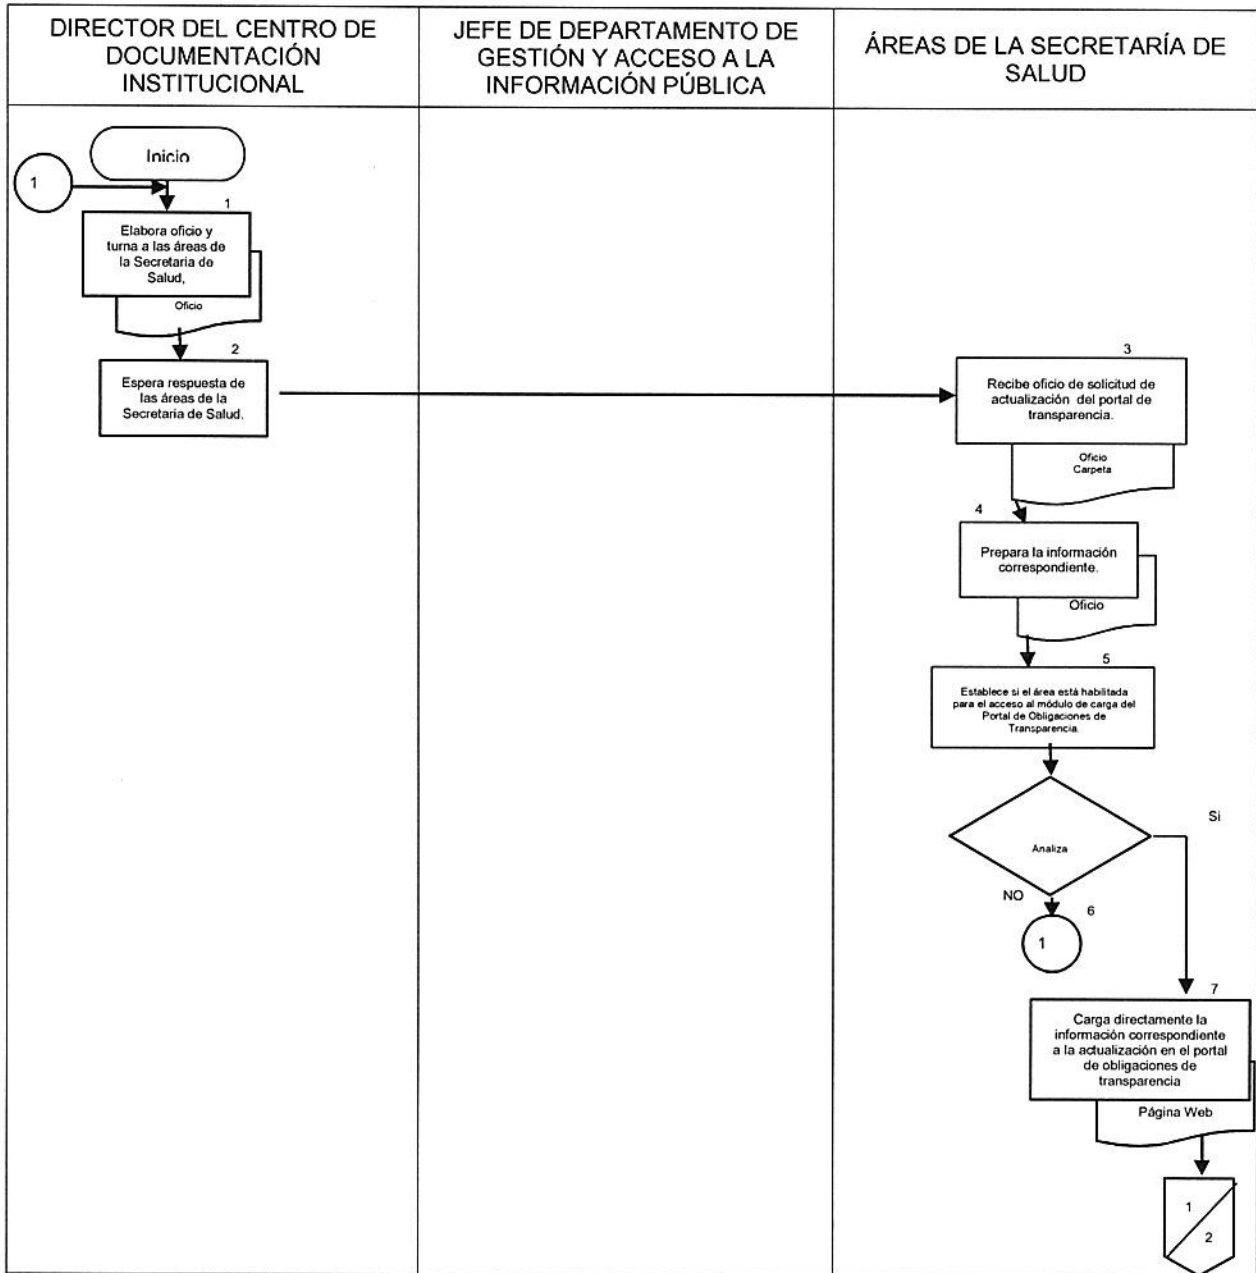 DIRECTOR DEL CENTRO DE
DOCUMENTACIÓN
INSTITUCIONAL
JEFE DE DEPARTAMENTO DE
GESTIÓN Y ACCESO A LA
INFORMACIÓN PÚBLICA
ÁREAS DE LA SECRETARÍA DE
SALUD
Inicio
1
1
Elabora oficio y
turna a las áreas de
la Secretaria de
Salud,
Oficio
2
Espera respuesta de
las áreas de la
Secretaria de Salud.
3
Recibe oficio de solicitud de
actualización del portal de
transparencia.
Oficio
Carpeta
4
Prepara la información
correspondiente.
Oficio
5
Establece si el área está habilitada
para el acceso al módulo de carga del
Portal de Obligaciones de
Transparencia.
Analiza
Si
NO
6
1
7
Carga directamente la
información correspondiente
a la actualización en el portal
de obligaciones de
transparencia
Página Web
1
2